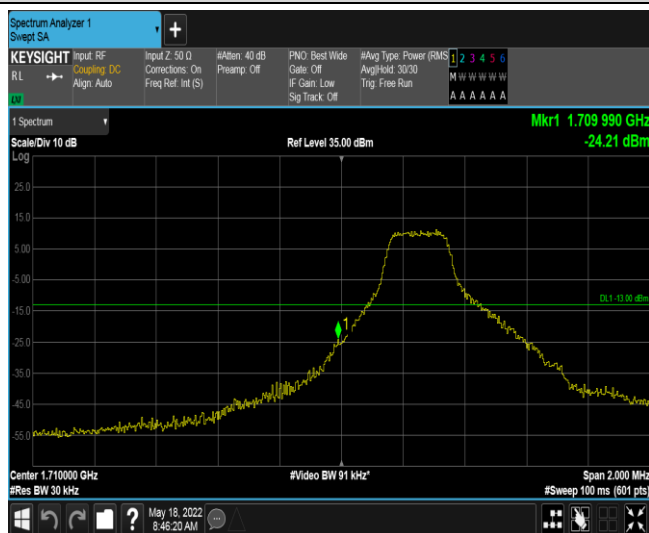 Spectrum Analyzer 1
Swept SA
+
KEYSIGHT Input: RF Input Z: 50 Ω #Atten: 40 dB PNO: Best Wide #Avg Type: Power (RMS 1 2 3 4 5 6
R L Coupling: DC Corrections: On Preamp: Off Gate: Off Avg|Hold: 30/30 M W W W W W
Align: Auto Freq Ref: Int (S) IF Gain: Low Trig: Free Run
Sig Track: Off A A A A A A
1 Spectrum Mkr1 1.709 990 GHz
Scale/Div 10 dB Ref Level 35.00 dBm -24.21 dBm
Log
25.0
15.0
5.00
-5.00
DL1 -13.00 dBm
-15.0
1
-25.0
-35.0
-45.0
-55.0
Center 1.710000 GHz #Video BW 91 kHz* Span 2.000 MHz
#Res BW 30 kHz #Sweep 100 ms (601 pts)
? May 18, 2022
8:46:20 AM